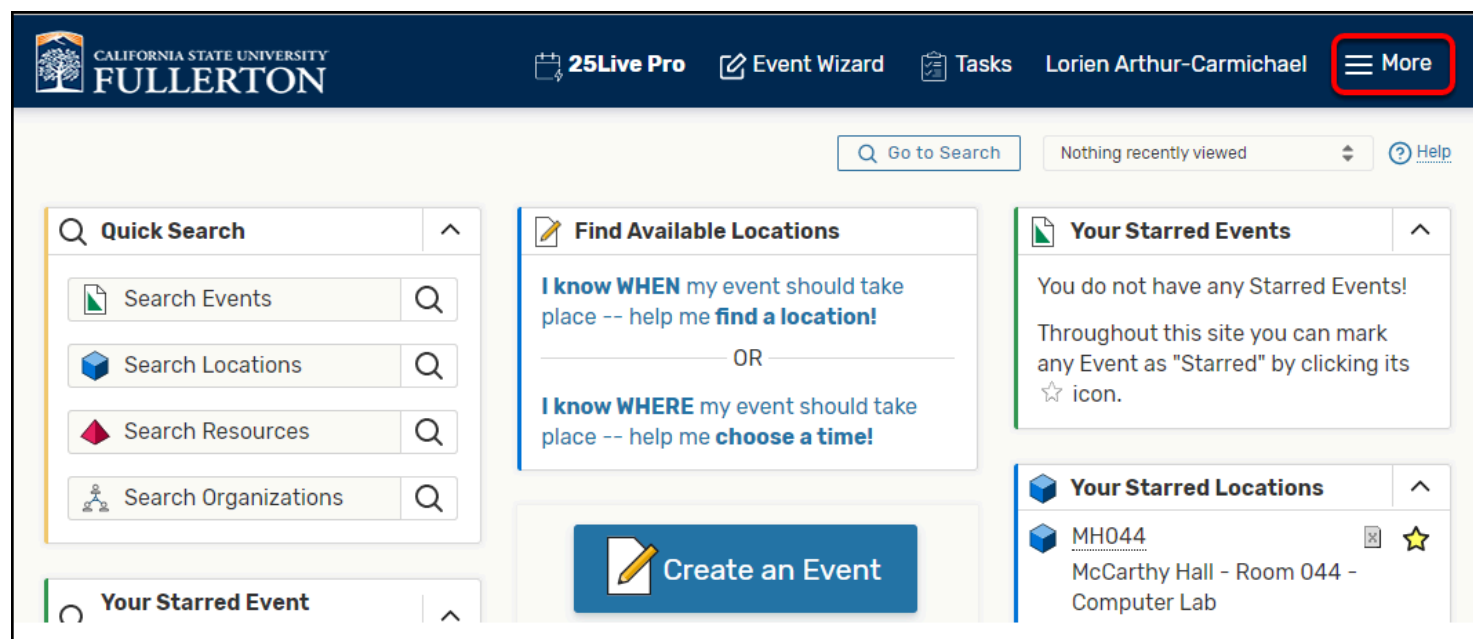 CALIFORNIA STATE UNIVERSITY
FULLERTON
25Live Pro
Event Wizard
Tasks
Lorien Arthur-Carmichael
More
Go to Search
Nothing recently viewed
Help
Quick Search
Search Events
Search Locations
Search Resources
Search Organizations
Your Starred Event
Find Available Locations
I know WHEN my event should take
place -- help me find a location!
OR
I know WHERE my event should take
place -- help me choose a time!
Create an Event
Your Starred Events
You do not have any Starred Events!
Throughout this site you can mark
any Event as "Starred" by clicking its
icon.
Your Starred Locations
MH044
McCarthy Hall - Room 044 -
Computer Lab